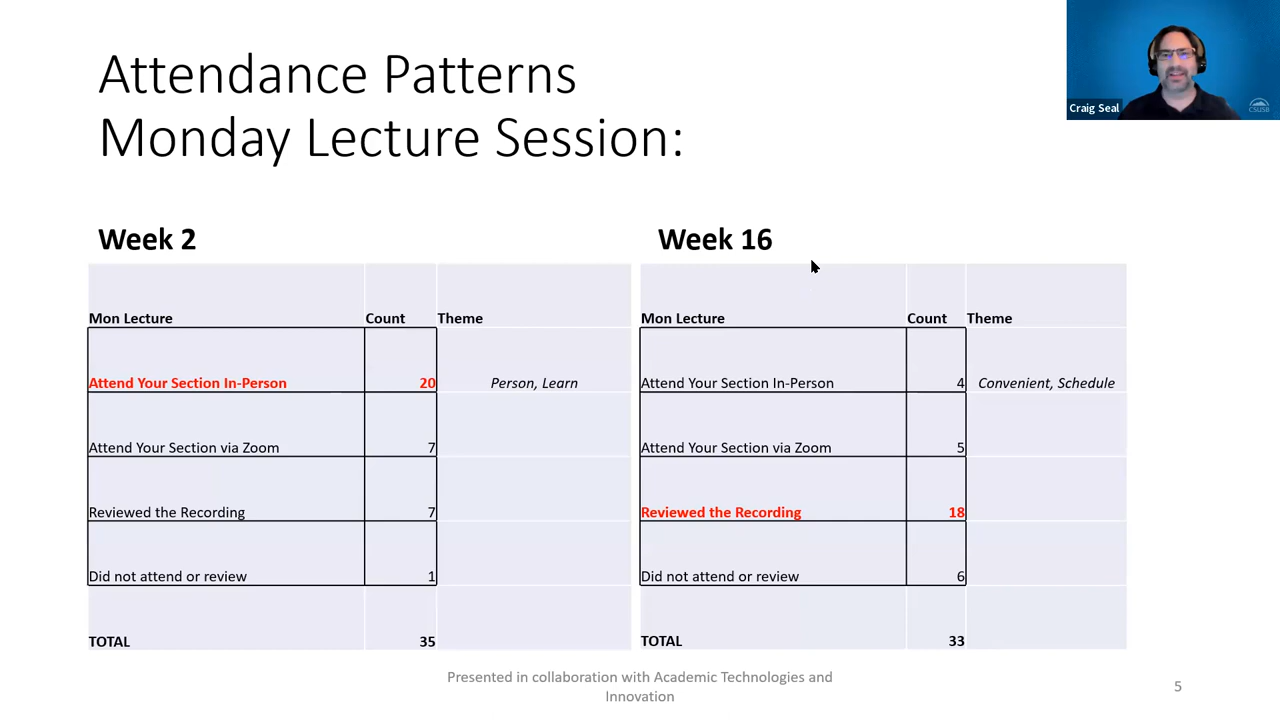 Attendance Patterns
Monday Lecture Session:
Craig Seal
CSUSB
Week 2
Mon Lecture Count Theme
Attend Your Section In-Person 20 Person, Learn
Attend Your Section via Zoom 7
Reviewed the Recording 7
Did not attend or review 1
TOTAL 35
Week 16
Mon Lecture Count Theme
Attend Your Section In-Person 4 Convenient, Schedule
Attend Your Section via Zoom 5
Reviewed the Recording 18
Did not attend or review 6
TOTAL 33
Presented in collaboration with Academic Technologies and
Innovation
5